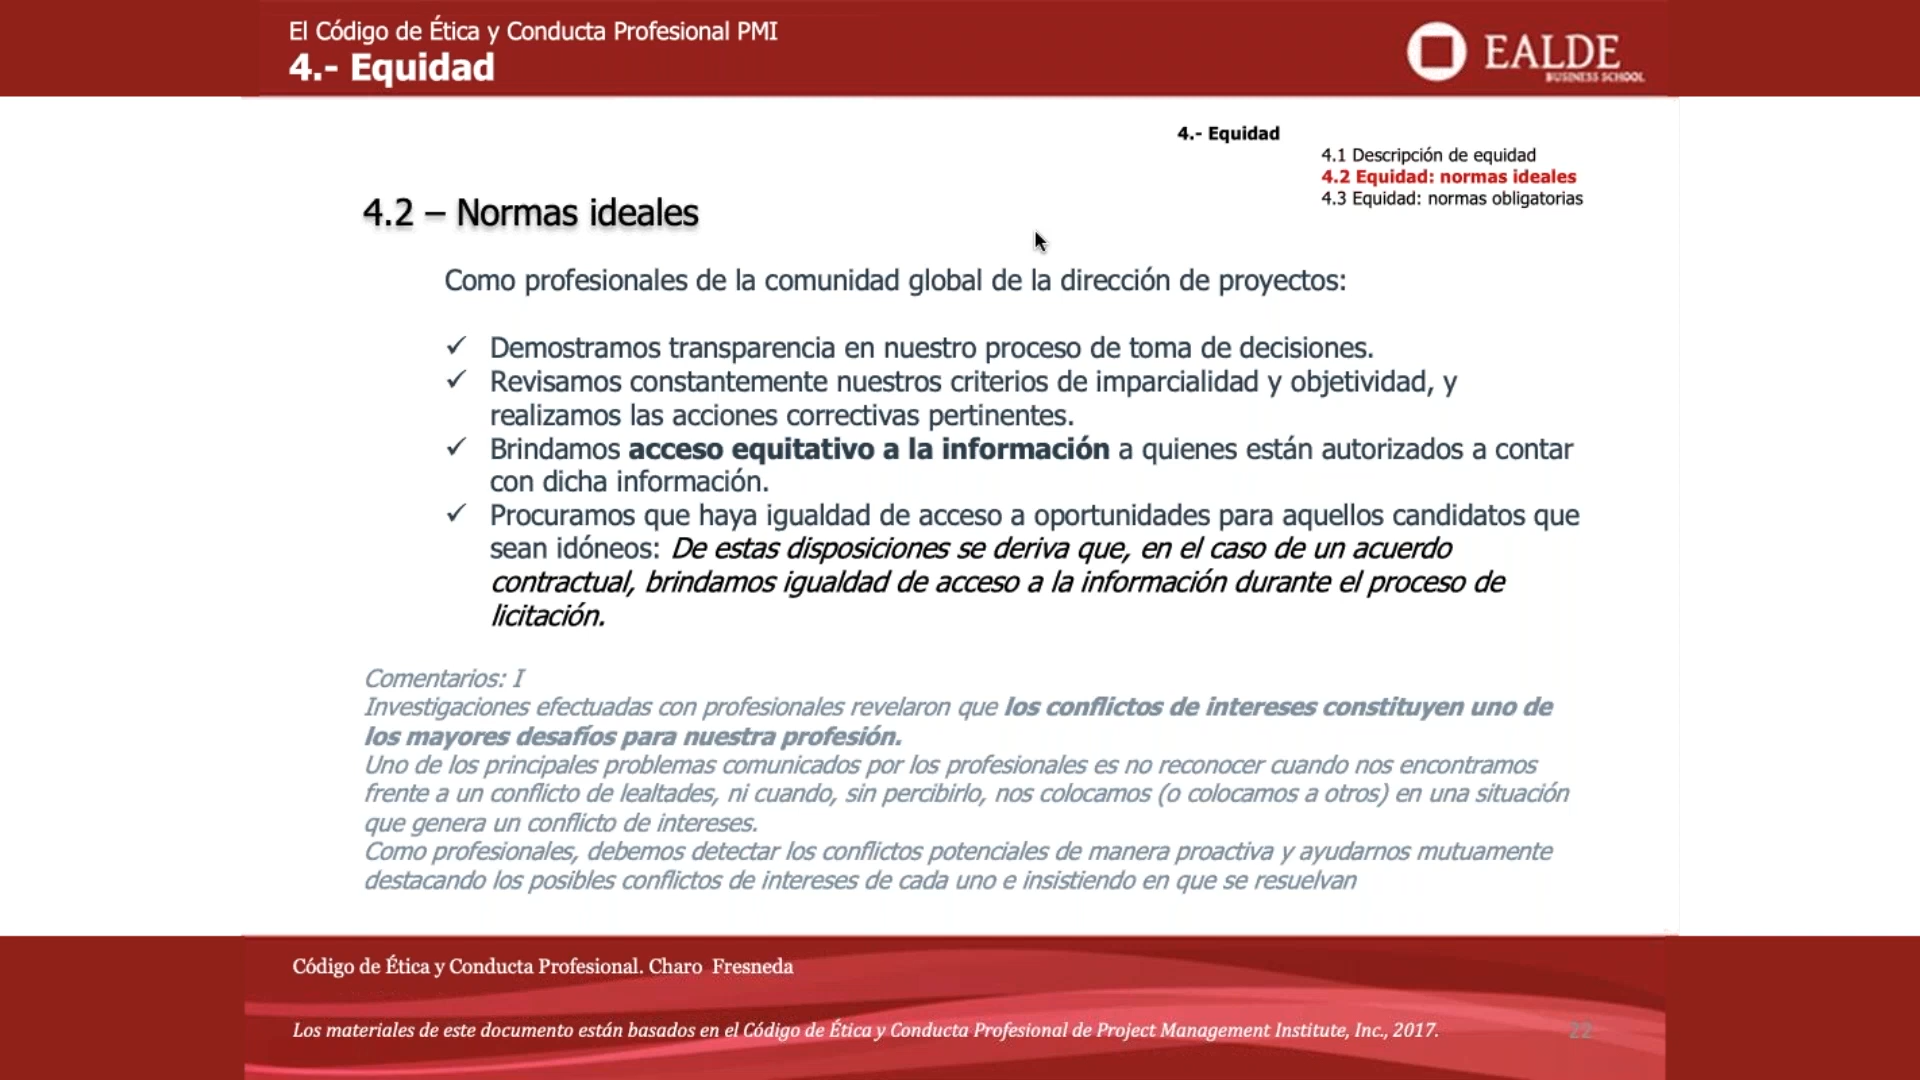 El Código de Ética y Conducta Profesional PMI
4.- Equidad
EALDE
BUSINESS SCHOOL
4.- Equidad
4.1 Descripción de equidad
4.2 Equidad: normas ideales
4.3 Equidad: normas obligatorias
4.2 – Normas ideales
Como profesionales de la comunidad global de la dirección de proyectos:
✓ Demostramos transparencia en nuestro proceso de toma de decisiones.
✓ Revisamos constantemente nuestros criterios de imparcialidad y objetividad, y
realizamos las acciones correctivas pertinentes.
✓ Brindamos acceso equitativo a la información a quienes están autorizados a contar
con dicha información.
✓ Procuramos que haya igualdad de acceso a oportunidades para aquellos candidatos que
sean idóneos: De estas disposiciones se deriva que, en el caso de un acuerdo
contractual, brindamos igualdad de acceso a la información durante el proceso de
licitación.
Comentarios: I
Investigaciones efectuadas con profesionales revelaron que los conflictos de intereses constituyen uno de
los mayores desafíos para nuestra profesión.
Uno de los principales problemas comunicados por los profesionales es no reconocer cuando nos encontramos
frente a un conflicto de lealtades, ni cuando, sin percibirlo, nos colocamos (o colocamos a otros) en una situación
que genera un conflicto de intereses.
Como profesionales, debemos detectar los conflictos potenciales de manera proactiva y ayudarnos mutuamente
destacando los posibles conflictos de intereses de cada uno e insistiendo en que se resuelvan
Código de Ética y Conducta Profesional. Charo Fresneda
Los materiales de este documento están basados en el Código de Ética y Conducta Profesional de Project Management Institute, Inc., 2017.
22